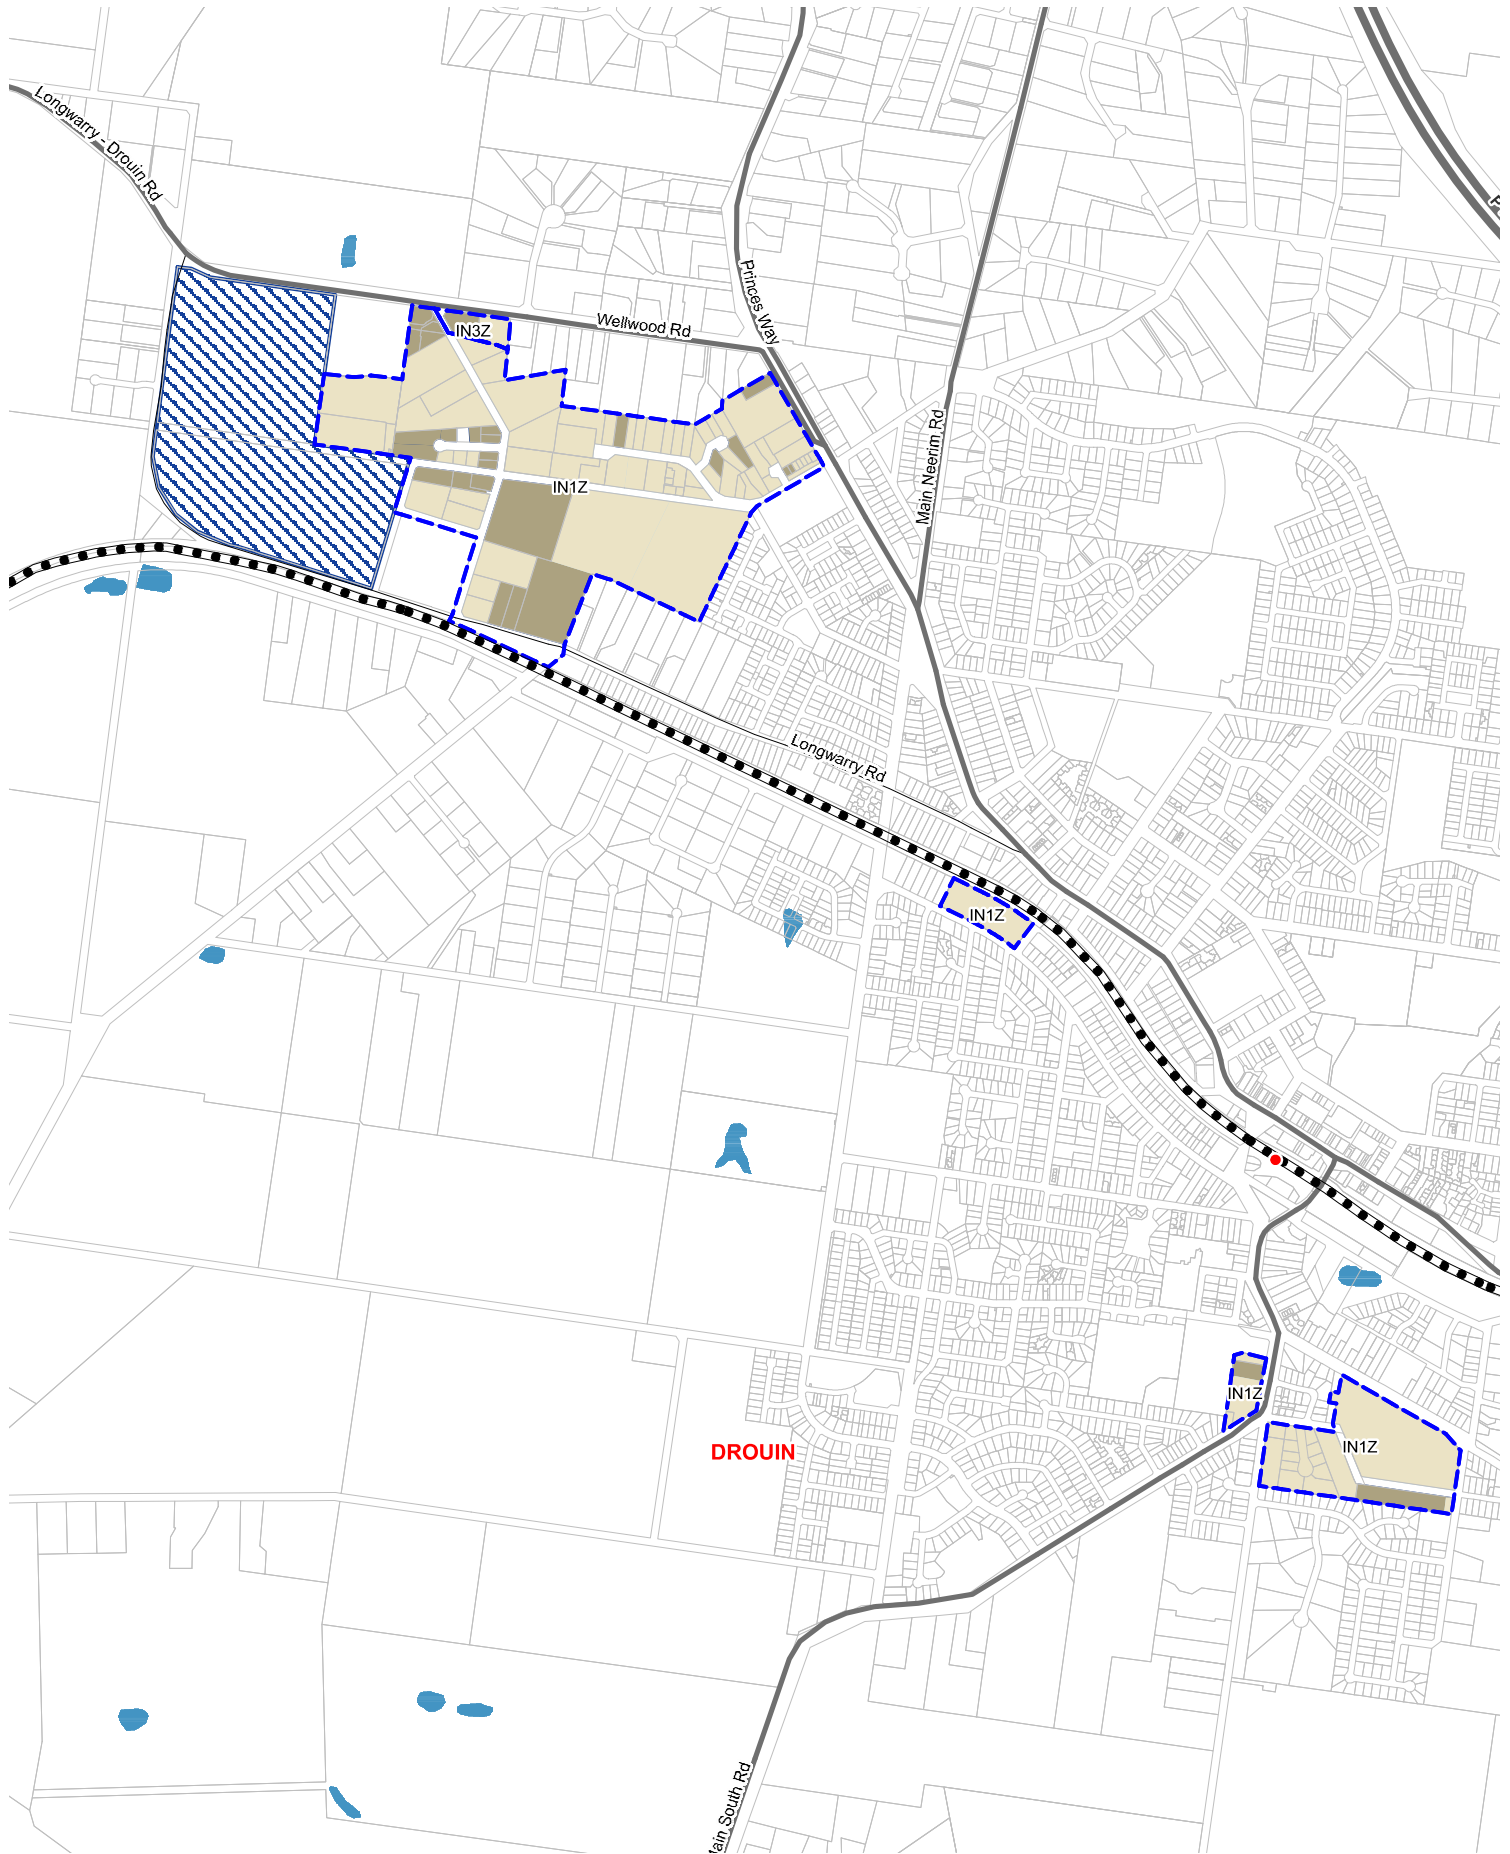 Longwarry - Drouin Rd
Princes Way
Wellwood Rd
IN3Z
Main Neerim Rd
IN1Z
Longwarry Rd
IN1Z
IN1Z
IN1Z
DROUIN
Main South Rd